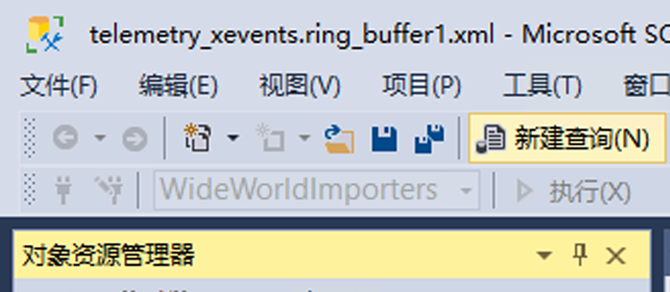 telemetry_xevents.ring_buffer1.xml - Microsoft SQ
文件(F) 编辑(E) 视图(V) 项目(P) 工具(T) 窗口
新建查询(N)
WideWorldImporters 执行(X)
对象资源管理器